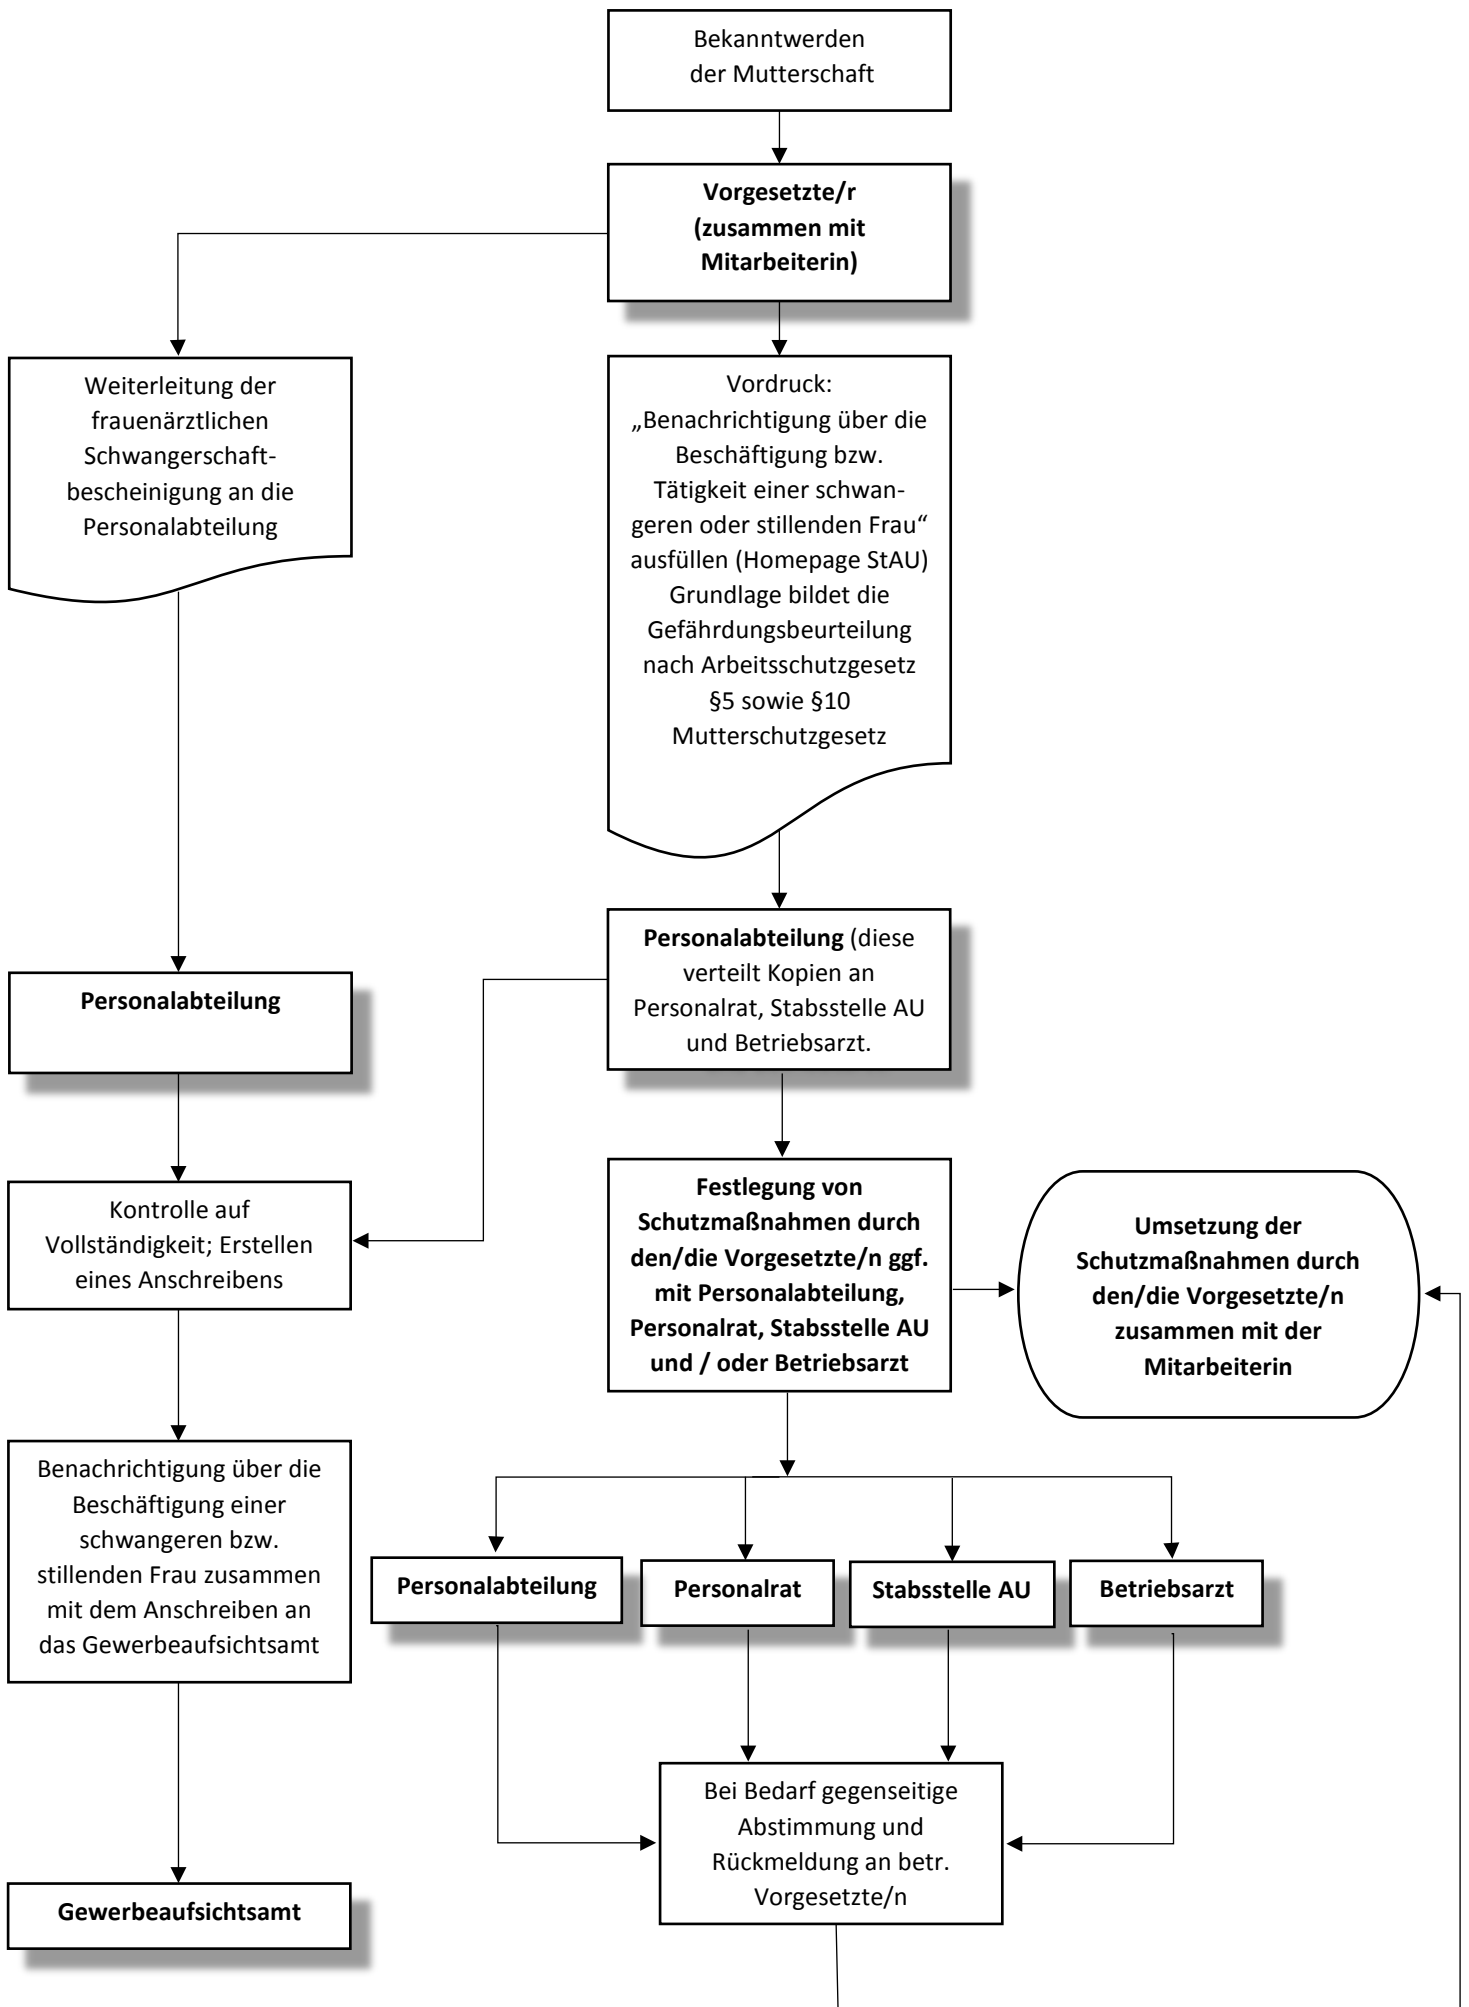 Bekanntwerden
der Mutterschaft
Vorgesetzte/r
(zusammen mit
Mitarbeiterin)
Weiterleitung der
frauenärztlichen
Schwangerschaft-
bescheinigung an die
Personalabteilung
Vordruck:
„Benachrichtigung über die
Beschäftigung bzw.
Tätigkeit einer schwan-
geren oder stillenden Frau“
ausfüllen (Homepage StAU)
Grundlage bildet die
Gefährdungsbeurteilung
nach Arbeitsschutzgesetz
§5 sowie §10
Mutterschutzgesetz
Personalabteilung (diese
verteilt Kopien an
Personalrat, Stabsstelle AU
und Betriebsarzt.
Personalabteilung
Kontrolle auf
Vollständigkeit; Erstellen
eines Anschreibens
Festlegung von
Schutzmaßnahmen durch
den/die Vorgesetzte/n ggf.
mit Personalabteilung,
Personalrat, Stabsstelle AU
und / oder Betriebsarzt
Umsetzung der
Schutzmaßnahmen durch
den/die Vorgesetzte/n
zusammen mit der
Mitarbeiterin
Benachrichtigung über die
Beschäftigung einer
schwangeren bzw.
stillenden Frau zusammen
mit dem Anschreiben an
das Gewerbeaufsichtsamt
Personalabteilung
Personalrat
Stabsstelle AU
Betriebsarzt
Bei Bedarf gegenseitige
Abstimmung und
Rückmeldung an betr.
Vorgesetzte/n
Gewerbeaufsichtsamt